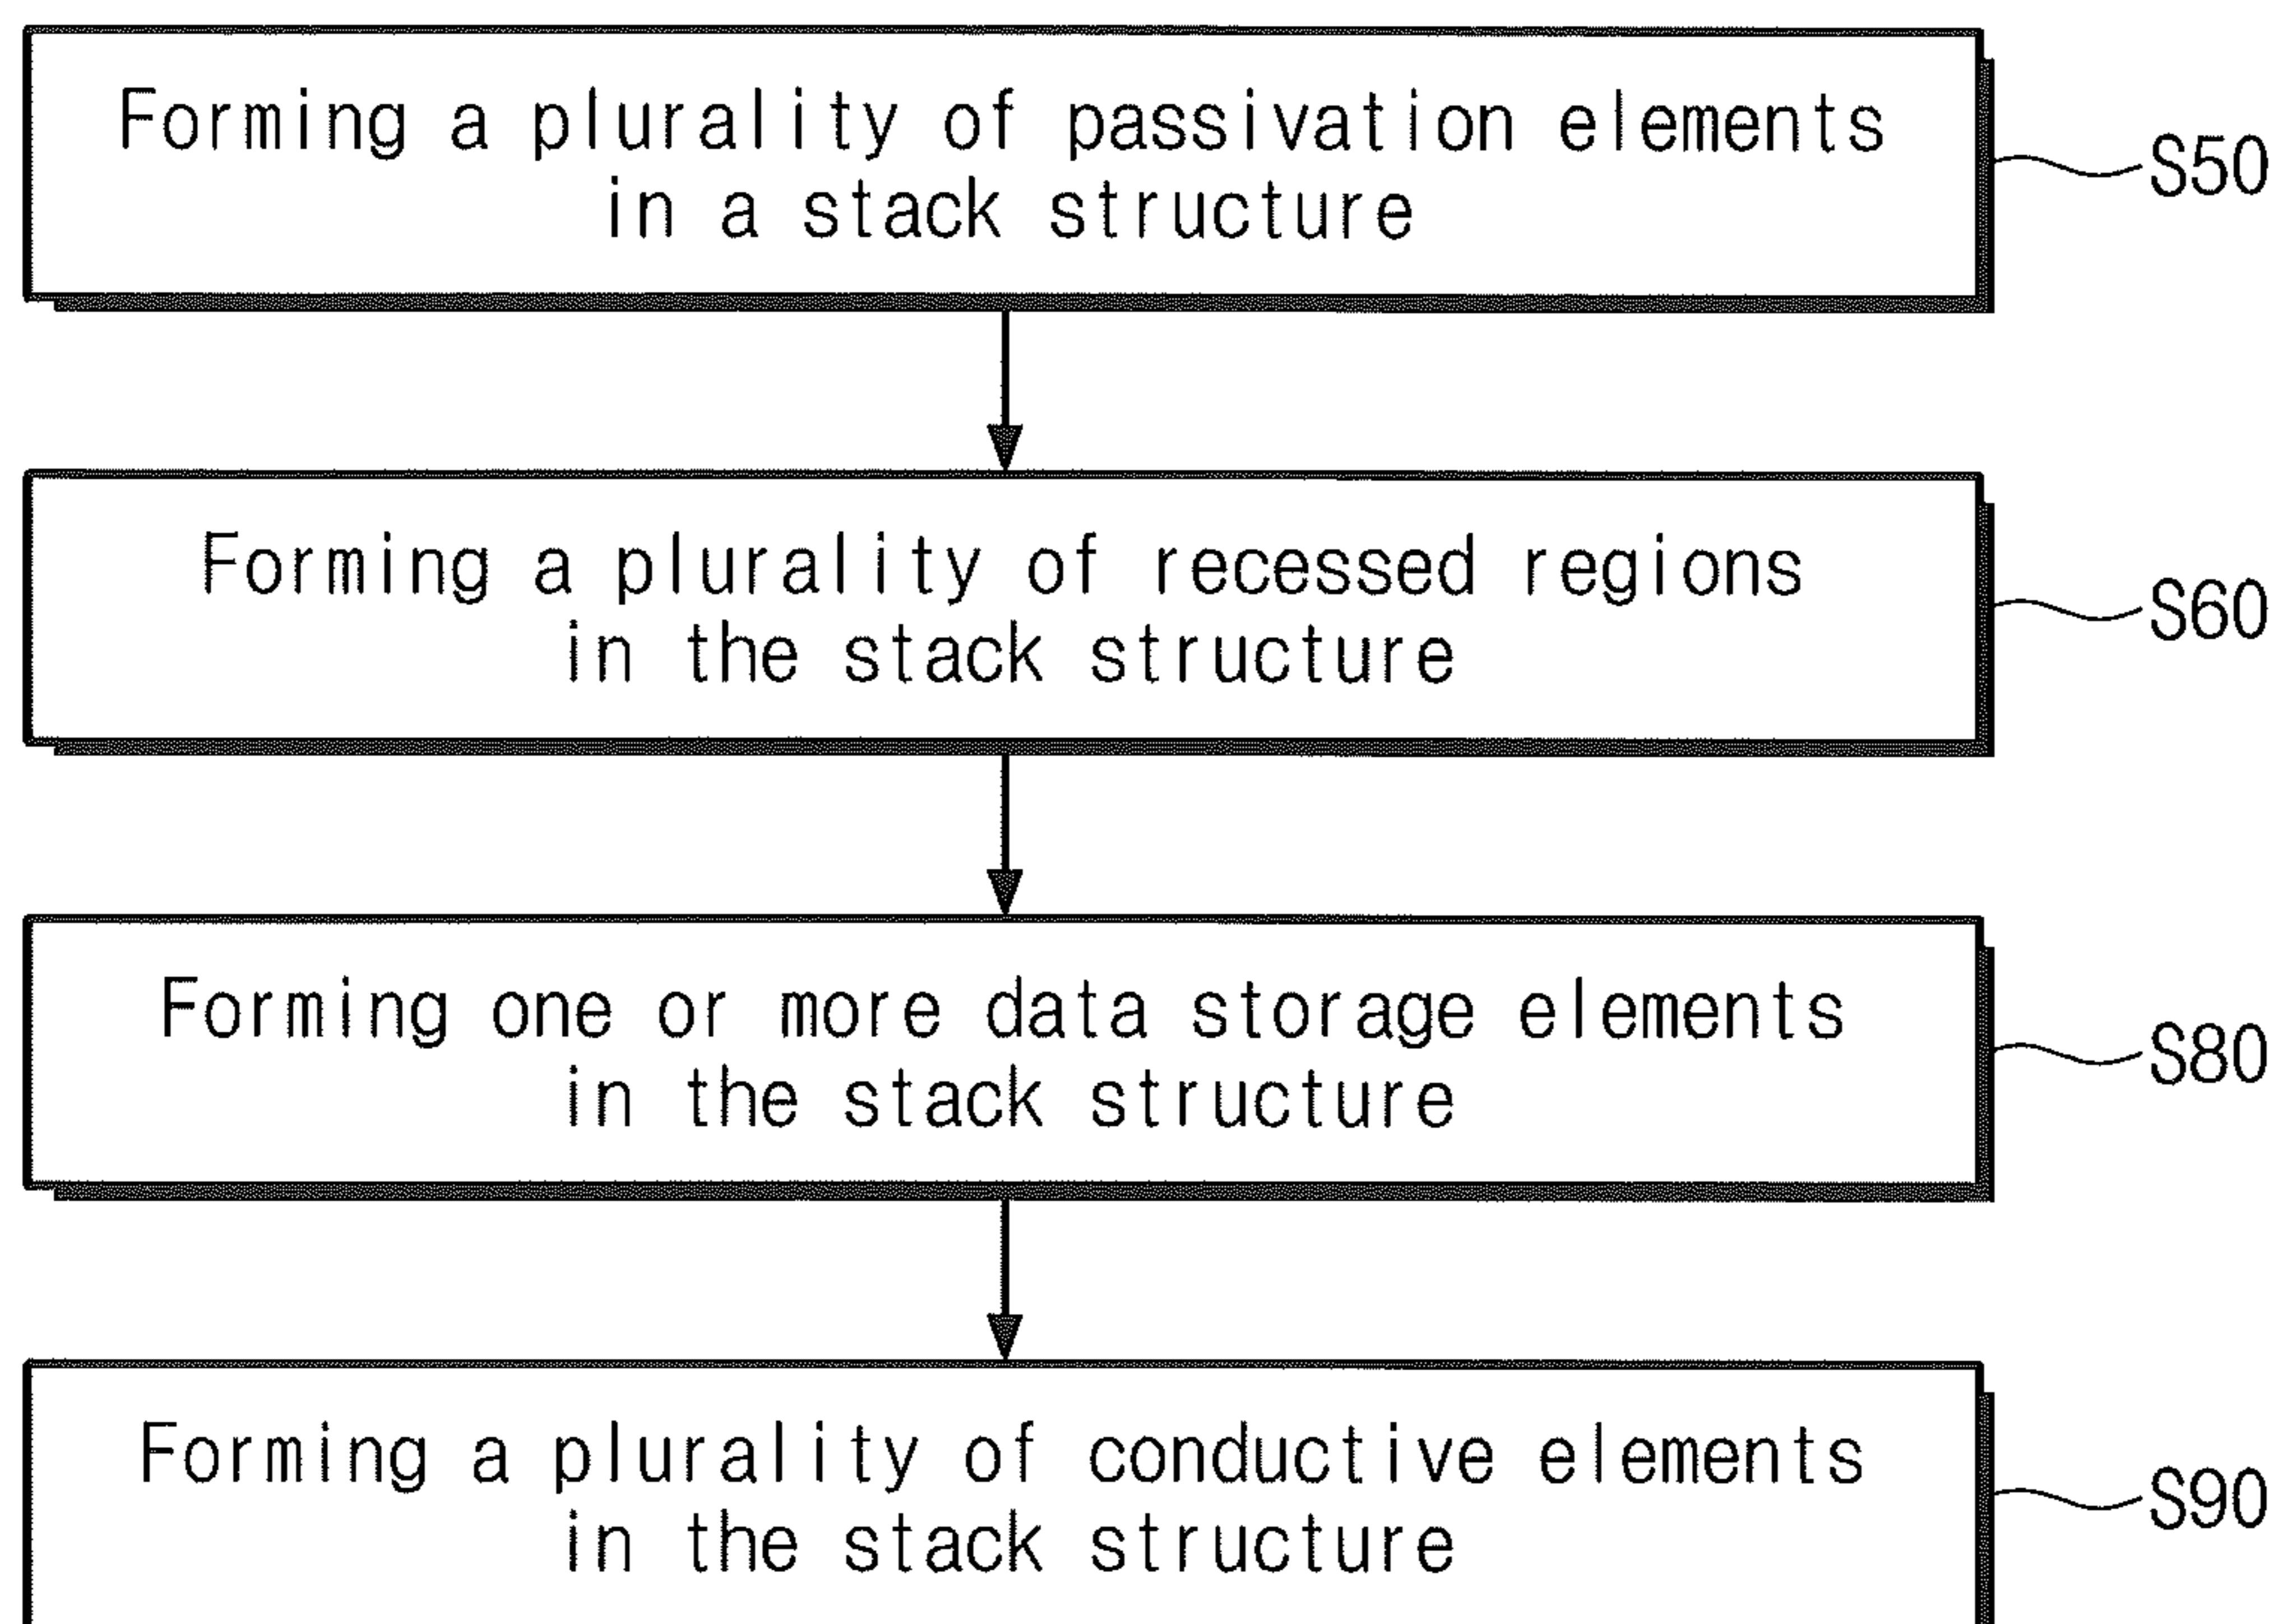 Forming a plurality of passivation elements
in a stack structure
S50
Forming a plurality of recessed regions
in the stack structure
S60
Forming one or more data storage elements
in the stack structure
S80
Forming a plurality of conductive elements
in the stack structure
S90